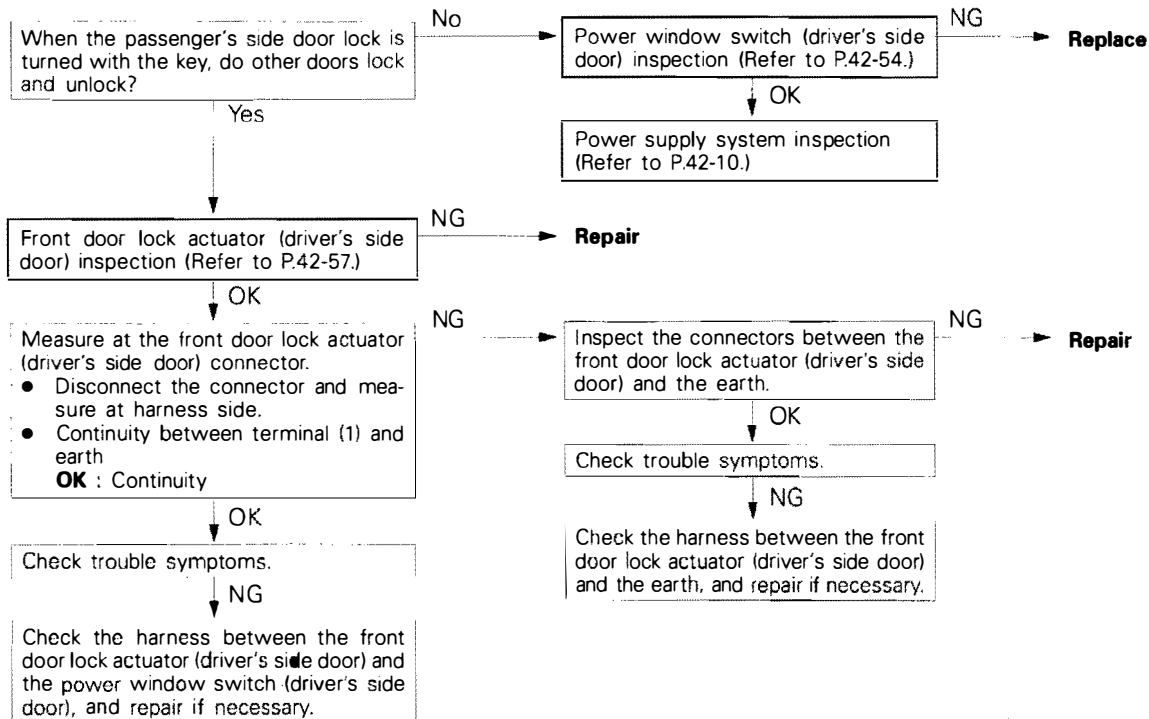 When the passenger's side door lock is
turned with the key, do other doors lock
and unlock?
No
Power window switch (driver's side
door) inspection (Refer to P.42-54.)
NG
Replace
OK
Power supply system inspection
(Refer to P.42-10.)
Yes
Front door lock actuator (driver's side
door) inspection (Refer to P.42-57.)
NG
Repair
OK
Measure at the front door lock actuator
(driver's side door) connector.
● Disconnect the connector and mea-
sure at harness side.
● Continuity between terminal (1) and
earth
OK : Continuity
NG
Inspect the connectors between the
front door lock actuator (driver's side
door) and the earth.
NG
Repair
OK
Check trouble symptoms.
NG
Check the harness between the front
door lock actuator (driver's side door)
and the earth, and repair if necessary.
OK
Check trouble symptoms.
NG
Check the harness between the front
door lock actuator (driver's side door) and
the power window switch (driver's side
door), and repair if necessary.